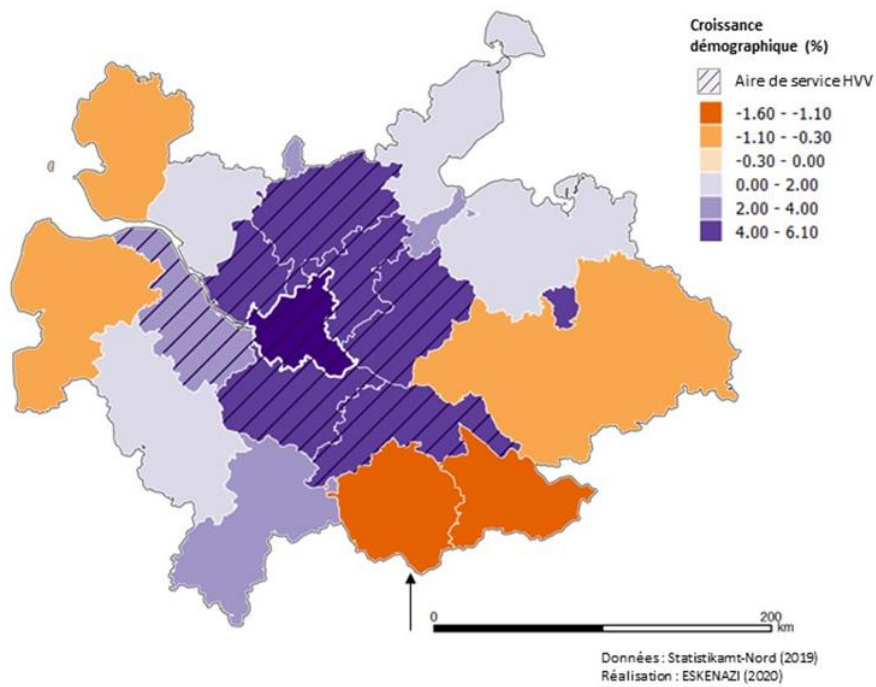 Croissance
démographique (%)
Aire de service HVV
-1.60 - -1.10
-1.10 - -0.30
-0.30 - 0.00
0.00 - 2.00
2.00 - 4.00
4.00 - 6.10
0 200
km
Données : Statistikamt-Nord (2019)
Réalisation : ESKENAZI (2020)